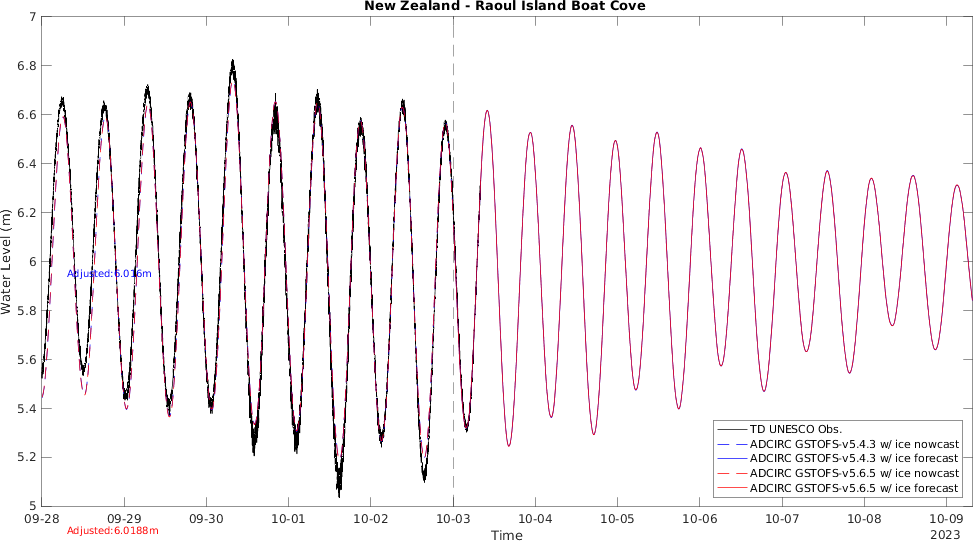 New Zealand - Raoul Island Boat Cove
7
6.8
6.6
6.4
6.2
6
5.8
5.6
5.4
5.2
5
Water Level (m)
Adjusted:6.016m
TD UNESCO Obs.
ADCIRC GSTOFS-v5.4.3 w/ ice nowcast
ADCIRC GSTOFS-v5.4.3 w/ ice forecast
ADCIRC GSTOFS-v5.6.5 w/ ice nowcast
ADCIRC GSTOFS-v5.6.5 w/ ice forecast
09-28 09-29 09-30 10-01 10-02 10-03 10-04 10-05 10-06 10-07 10-08 10-09
2023
Adjusted:6.0188m
Time